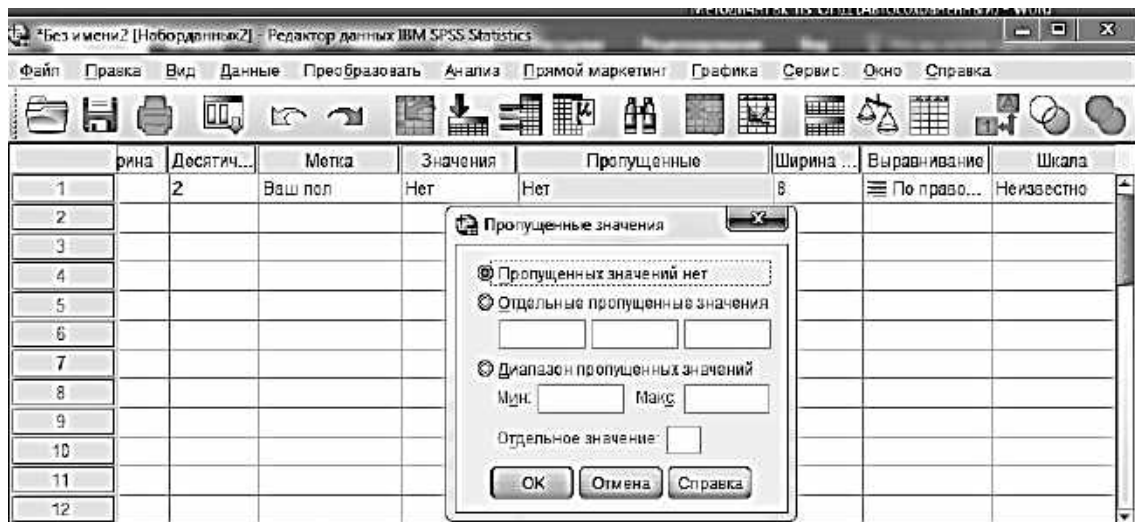 *Без имени2 [Наборданных2] - Редактор данных IBM SPSS Statistics
Файл Правка Вид Данные Преобразовать Анализ Прямой маркетинг Графика Сервис Окно Справка
рина Десятич... Метка Значения Пропущенные Ширина ... Выравнивание Шкала
1 2 Ваш пол Нет Нет 8 По право... Неизвестно
2
3
4
5
6
7
8
9
10
11
12
Пропущенные значения
Пропущенных значений нет
Отдельные пропущенные значения
Диапазон пропущенных значений
Мин: Макс:
Отдельное значение:
OK Отмена Справка